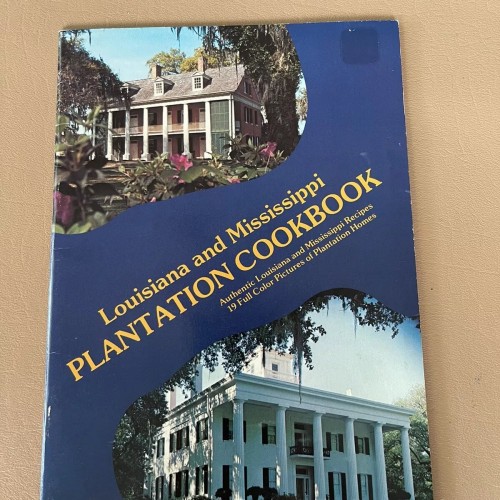 Louisiana and Mississippi
PLANTATION COOKBOOK
Authentic Louisiana and Mississippi Recipes
19 Full Color Pictures of Plantation Homes